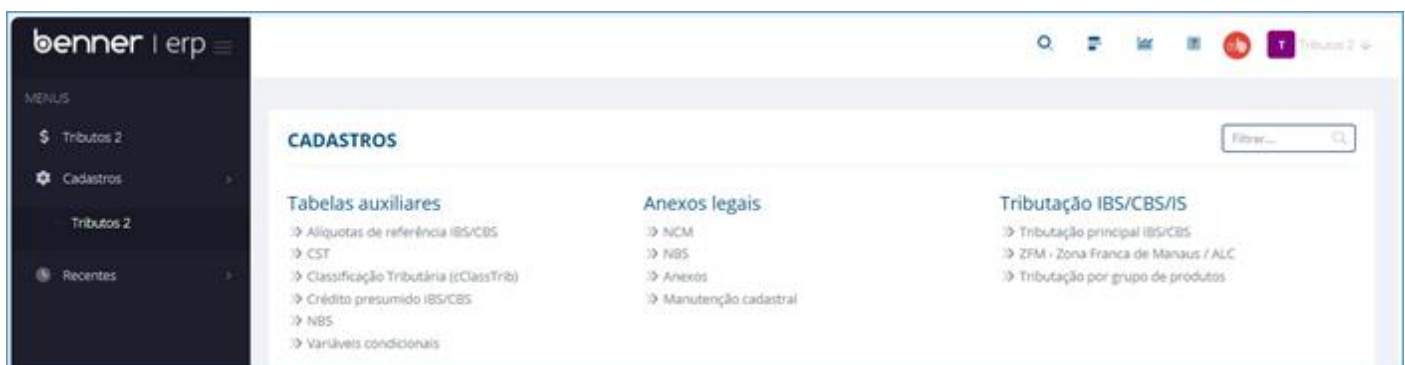 benner | erp
Tributos 2
MENUS
$ Tributos 2
Cadastros
Tributos 2
Recentes
CADASTROS
Filtrar...
Tabelas auxiliares
Alíquotas de referência IBS/CBS
CST
Classificação Tributária (cClassTrib)
Crédito presumido IBS/CBS
NBS
Variáveis condicionais
Anexos legais
NCM
NBS
Anexos
Manutenção cadastral
Tributação IBS/CBS/IS
Tributação principal IBS/CBS
ZFM - Zona Franca de Manaus / ALC
Tributação por grupo de produtos